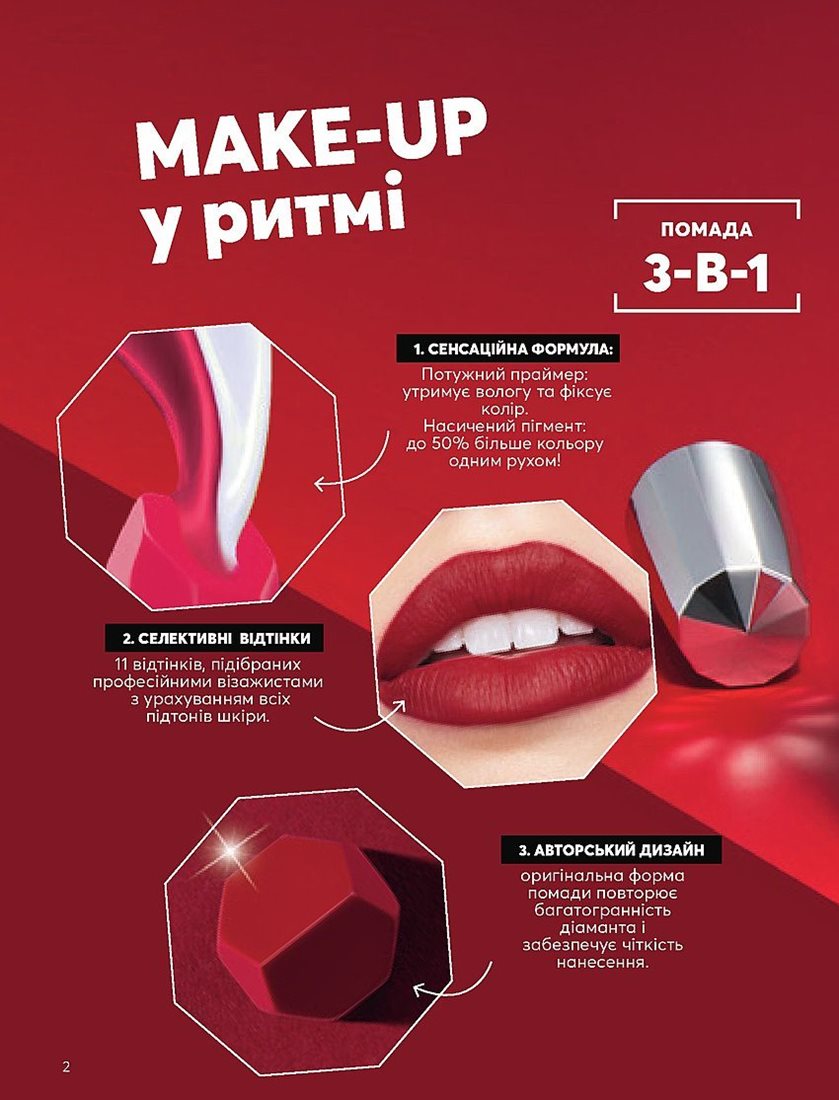 MAKE-UP
у ритмі
ПОМАДА
3-В-1
1. СЕНСАЦІЙНА ФОРМУЛА:
Потужний праймер:
утримує вологу та фіксує
колір.
Насичений пігмент:
до 50% більше кольору
одним рухом!
2. СЕЛЕКТИВНІ ВІДТІНКИ
11 відтінків, підібраних
професійними візажистами
з урахуванням всіх
підтонів шкіри.
3. АВТОРСЬКИЙ ДИЗАЙН
оригінальна форма
помади повторює
багатогранність
діаманта і
забезпечує чіткість
нанесення.
2